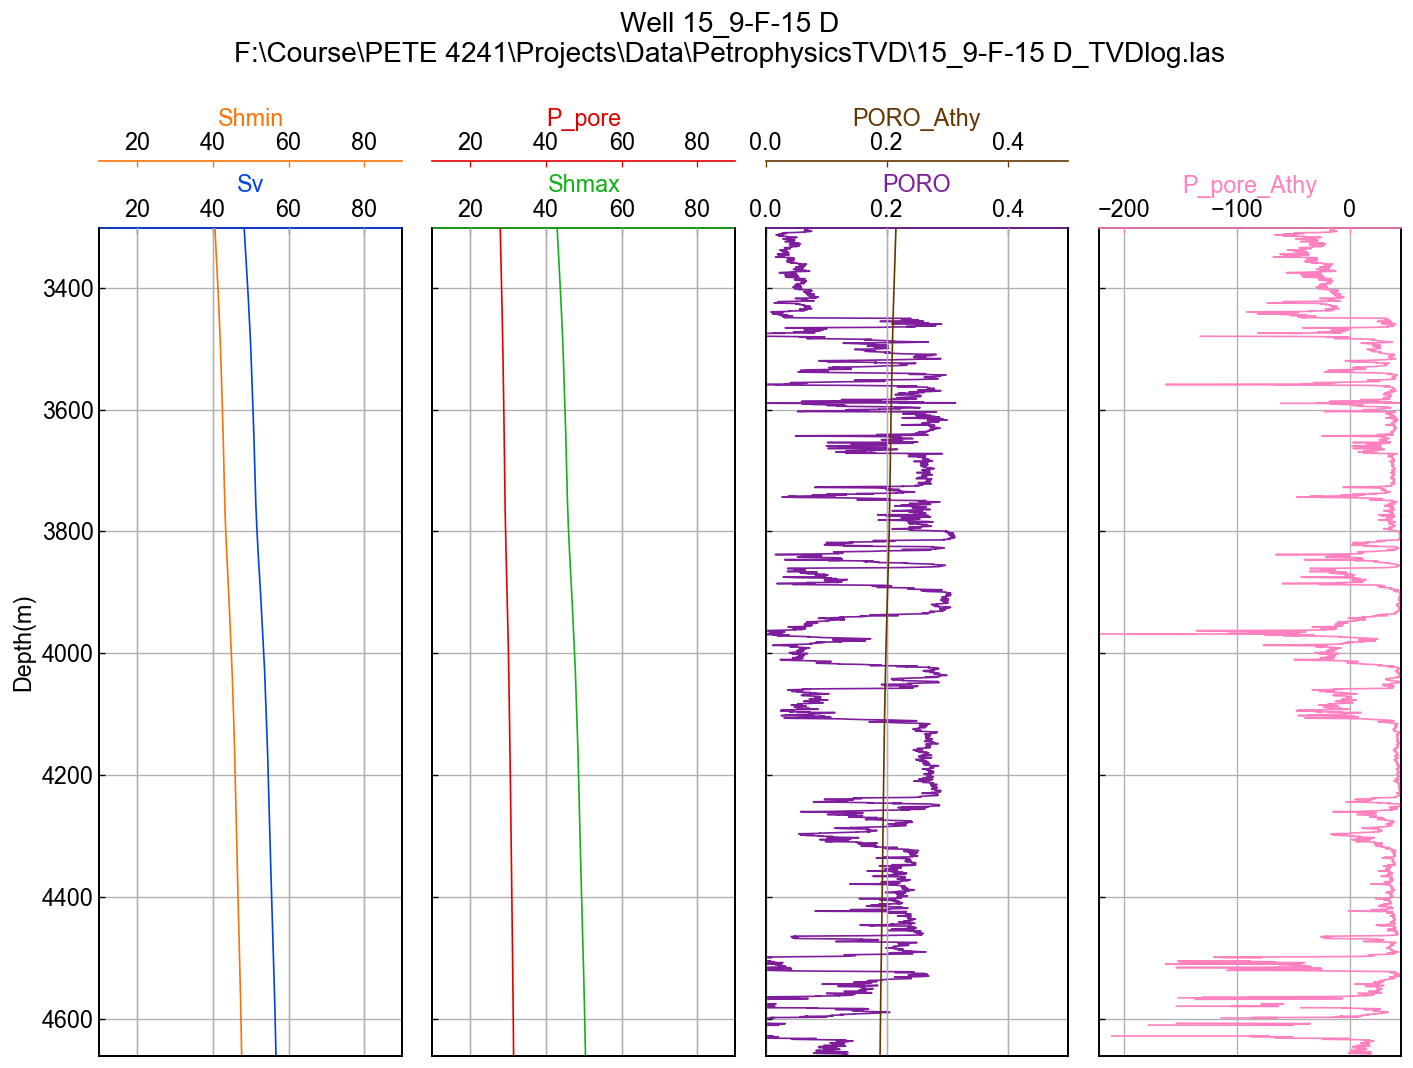 Well 15_9-F-15 D
F:\Course\PETE 4241\Projects\Data\PetrophysicsTVD\15_9-F-15 D_TVDlog.las
Shmin
20 40 60 80
Sv
20 40 60 80
P_pore
20 40 60 80
Shmax
20 40 60 80
PORO_Athy
0.0 0.2 0.4
PORO
0.0 0.2 0.4
P_pore_Athy
−200 −100 0
Depth(m)
3400
3600
3800
4000
4200
4400
4600